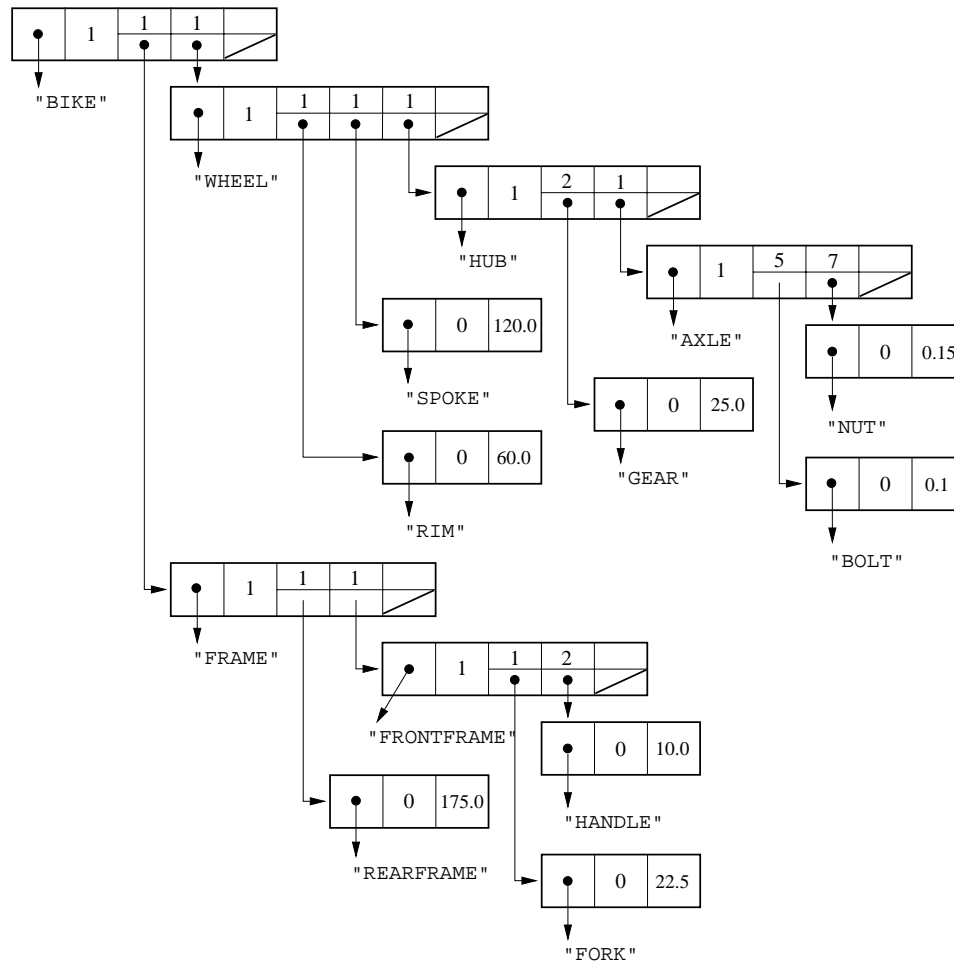 1 1
1
"BIKE"
1 1 1
1
"WHEEL"
2 1
1
"HUB"
5 7
1
"AXLE"
0 120.0
"SPOKE"
0 0.15
"NUT"
0 25.0
"GEAR"
0 60.0
"RIM"
0 0.1
"BOLT"
1 1
1
"FRAME"
1 2
1
"FRONTFRAME"
0 10.0
"HANDLE"
0 175.0
"REARFRAME"
0 22.5
"FORK"